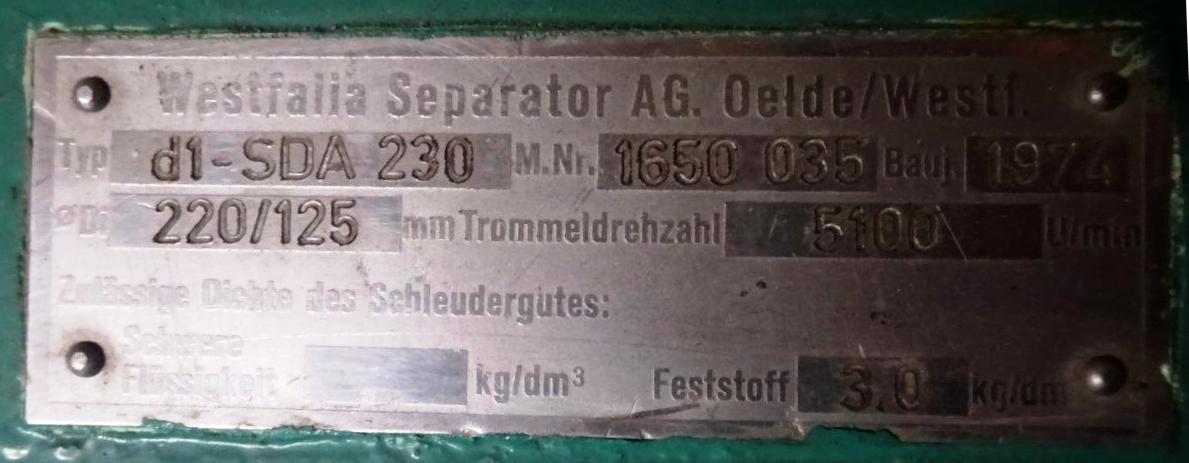 Westfalia Separator AG. Oelde/Westf.
Typ d1-SDA 230 M.Nr. 1650 035 Bauj. 1974
øDi 220/125 mm Trommeldrehzahl 5100 U/min
Zulässige Dichte des Schleudergutes:
Schwere
Flüssigkeit kg/dm³ Feststoff 3.0 kg/dm